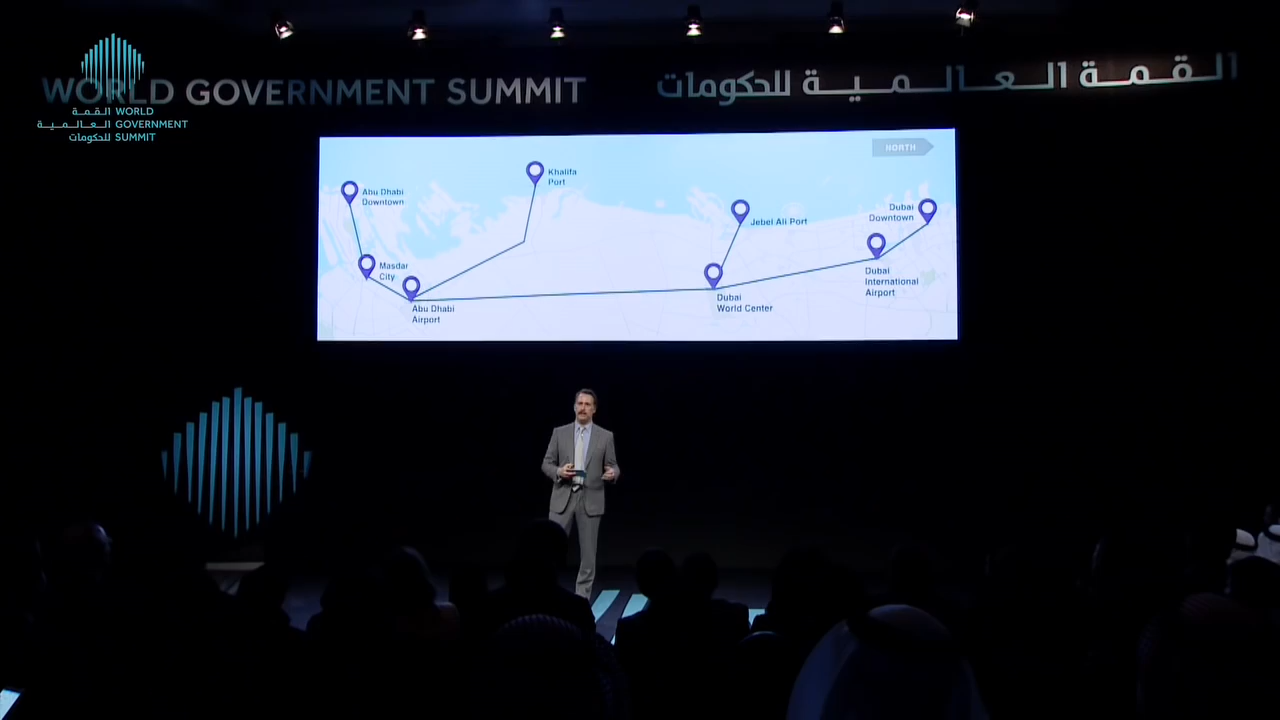 WORLD GOVERNMENT SUMMIT
القمة العالمية للحكومات
القمة WORLD
العالمية GOVERNMENT
للحكومات SUMMIT
NORTH
Khalifa
Port
Abu Dhabi
Downtown
Dubai
Downtown
Jebel Ali Port
Masdar
City
Dubai
International
Airport
Dubai
World Center
Abu Dhabi
Airport